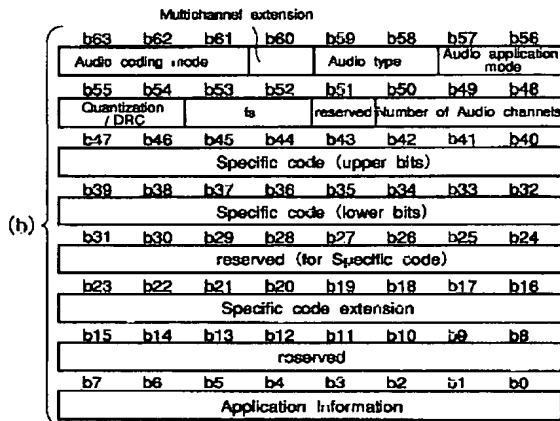 Multichannel extension
b63 b62 b61 b60 b59 b58 b57 b56
Audio coding mode Audio type Audio application mode
b55 b54 b53 b52 b51 b50 b49 b48
Quantization / DRC fs reserved Number of Audio channels
b47 b46 b45 b44 b43 b42 b41 b40
Specific code (upper bits)
b39 b38 b37 b36 b35 b34 b33 b32
Specific code (lower bits)
(b)
b31 b30 b29 b28 b27 b26 b25 b24
reserved (for Specific code)
b23 b22 b21 b20 b19 b18 b17 b16
Specific code extension
b15 b14 b13 b12 b11 b10 b9 b8
reserved
b7 b6 b5 b4 b3 b2 b1 b0
Application Information